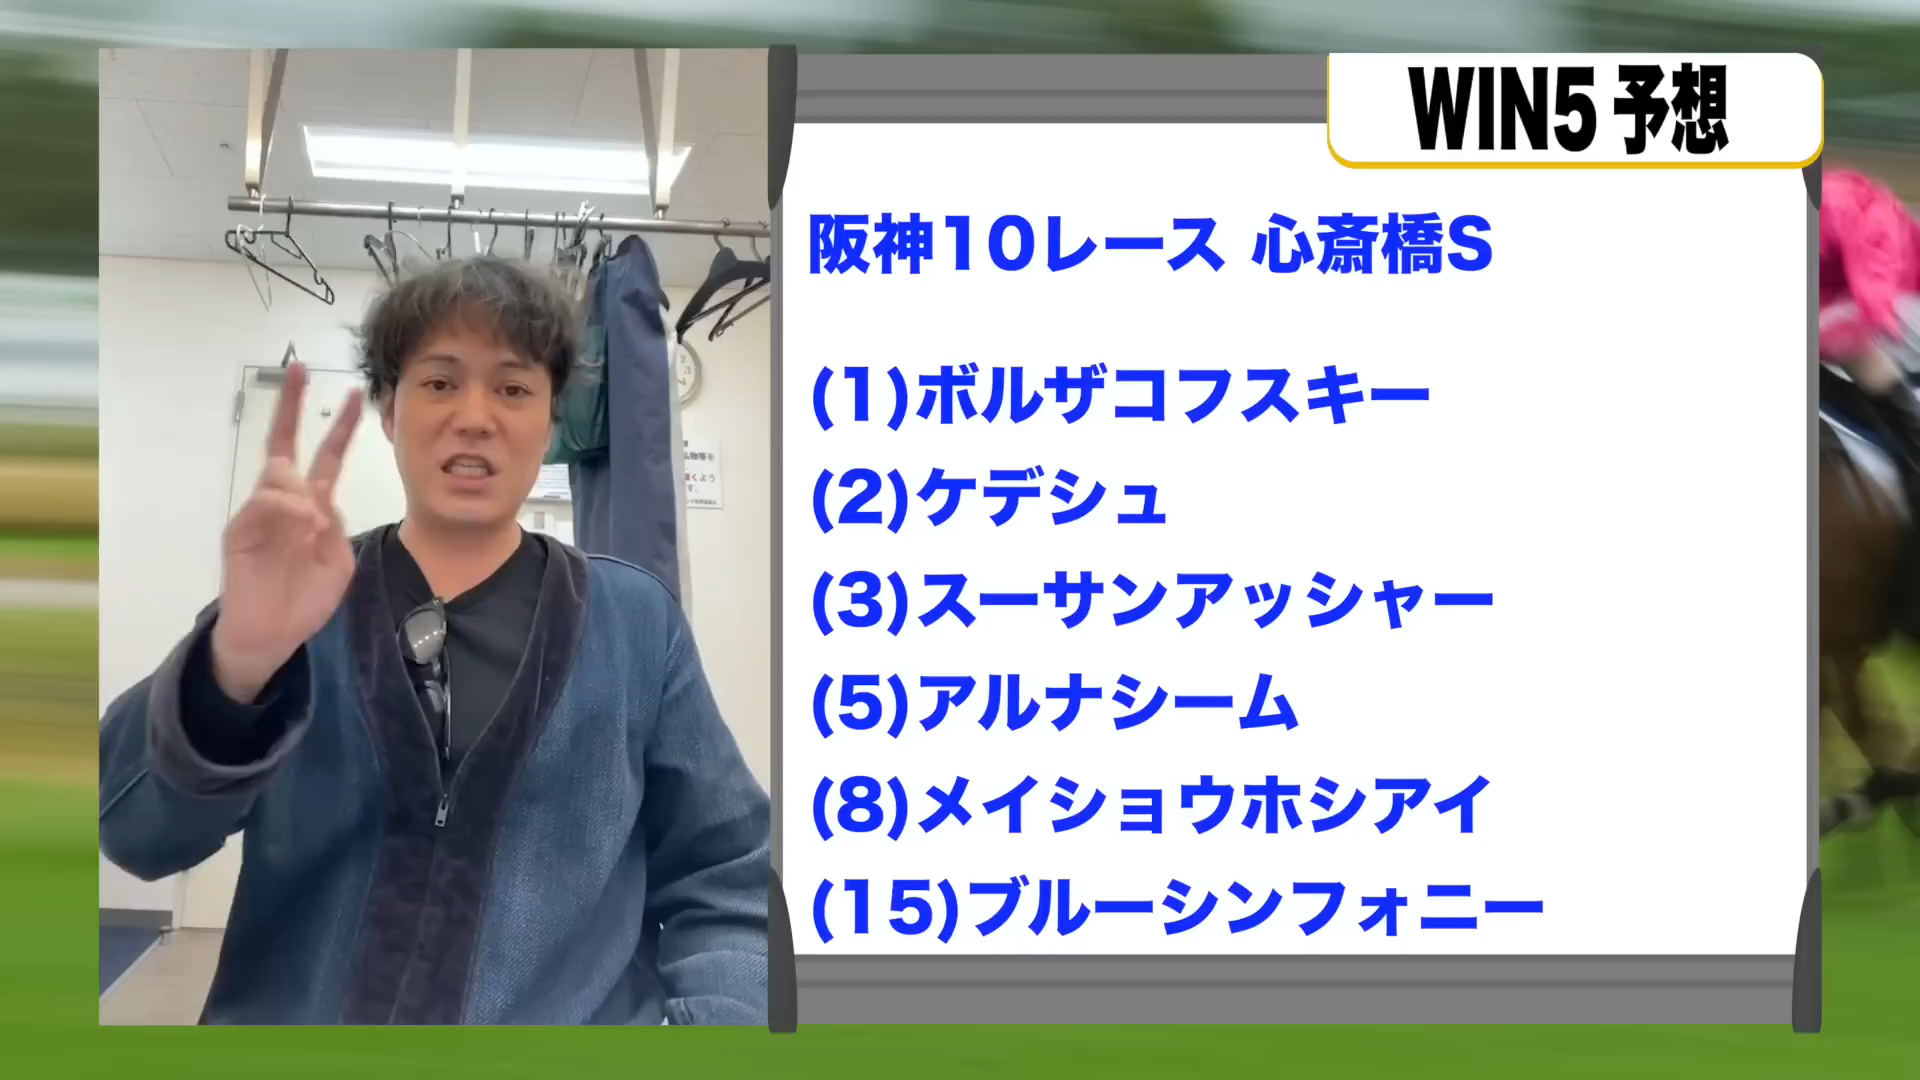 WIN5 予想
阪神10レース 心斎橋S
(1)ボルザコフスキー
(2)ケデシュ
(3)スーサンアッシャー
(5)アルナシーム
(8)メイショウホシアイ
(15)ブルーシンフォニー